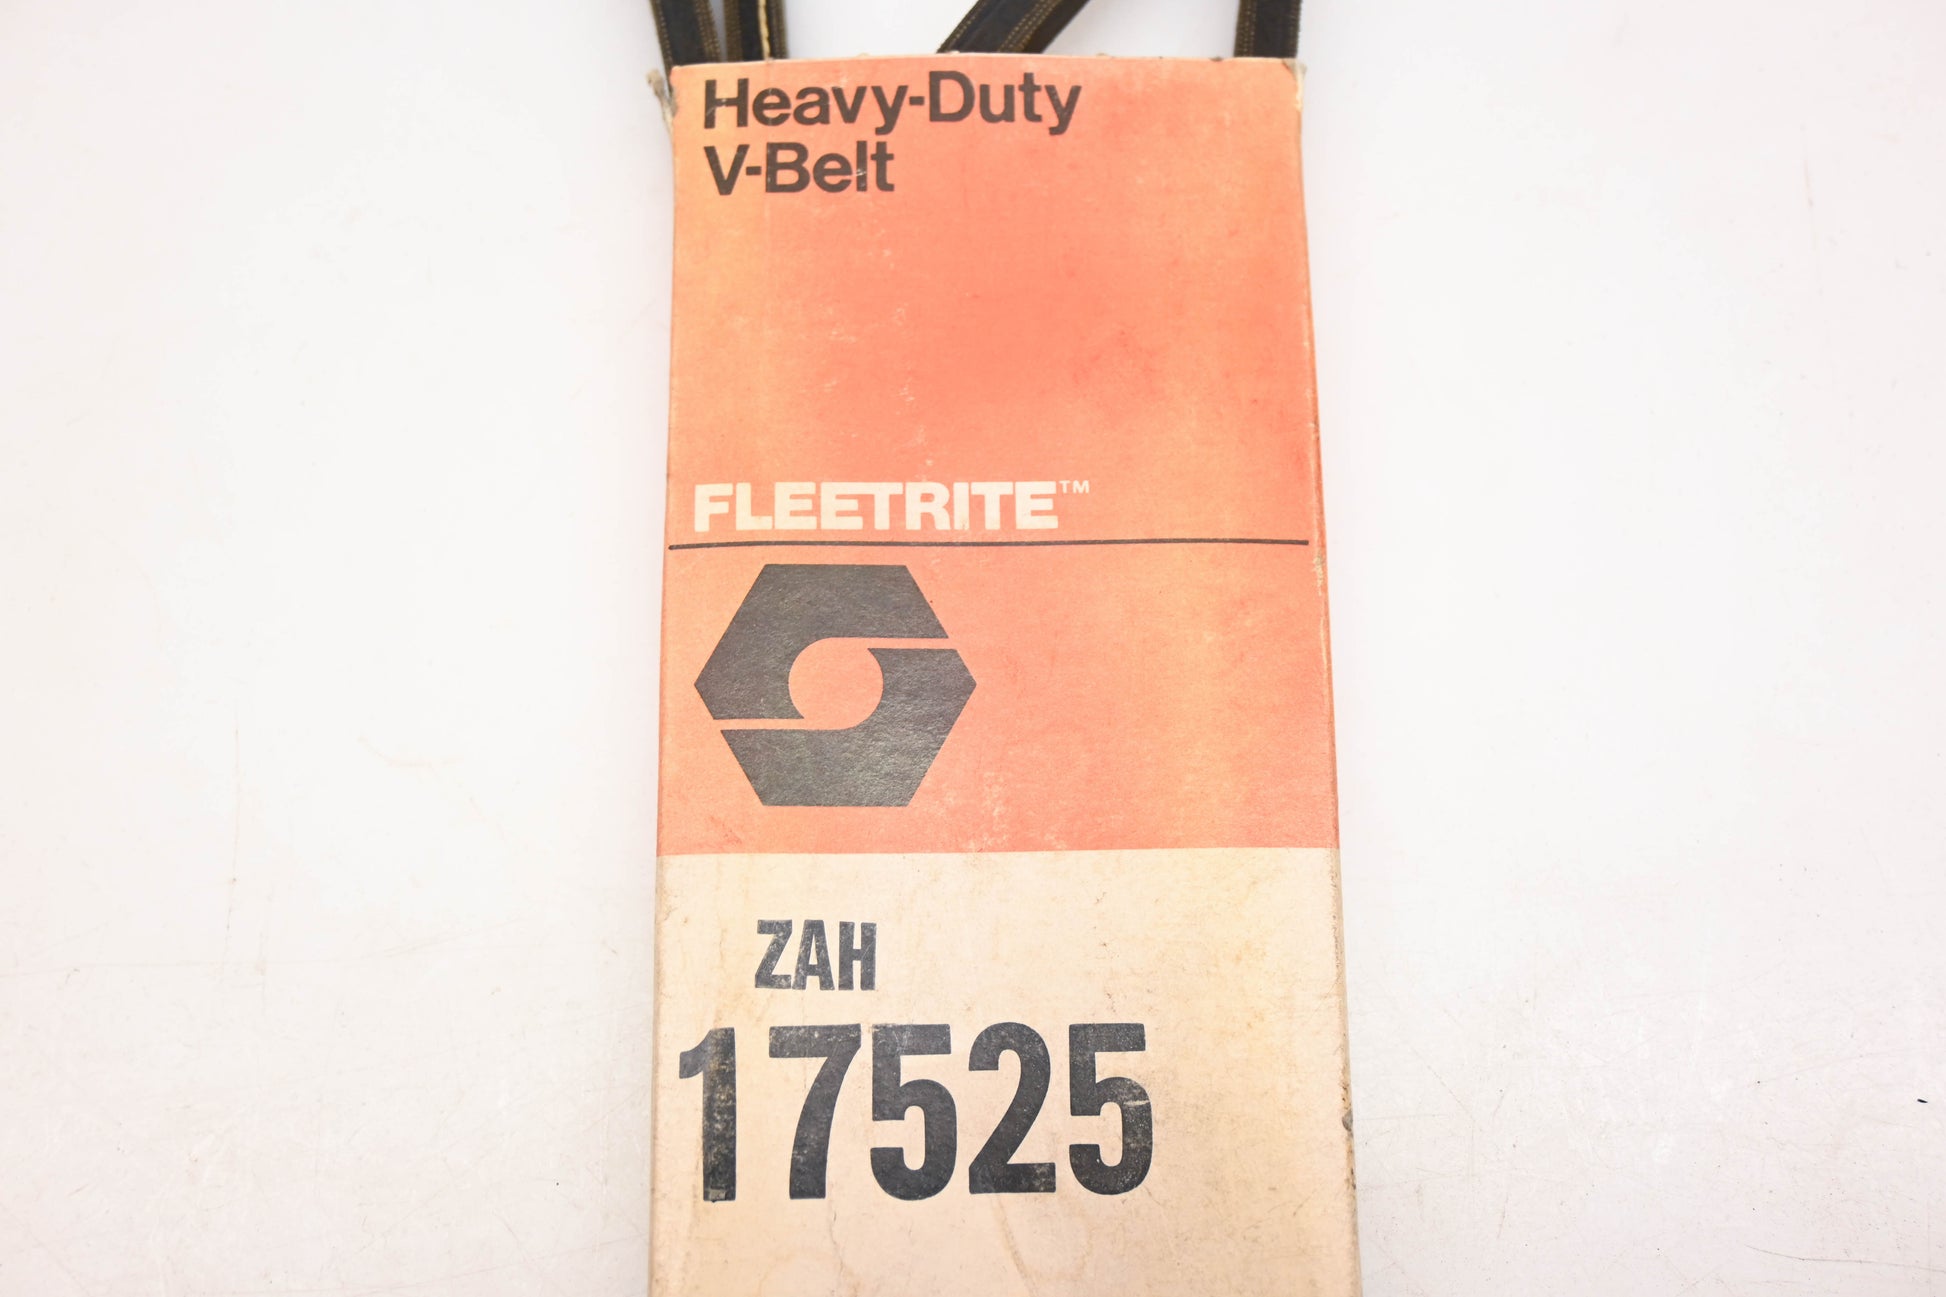 Heavy-Duty
V-Belt
FLEETRITE™
ZAH
17525